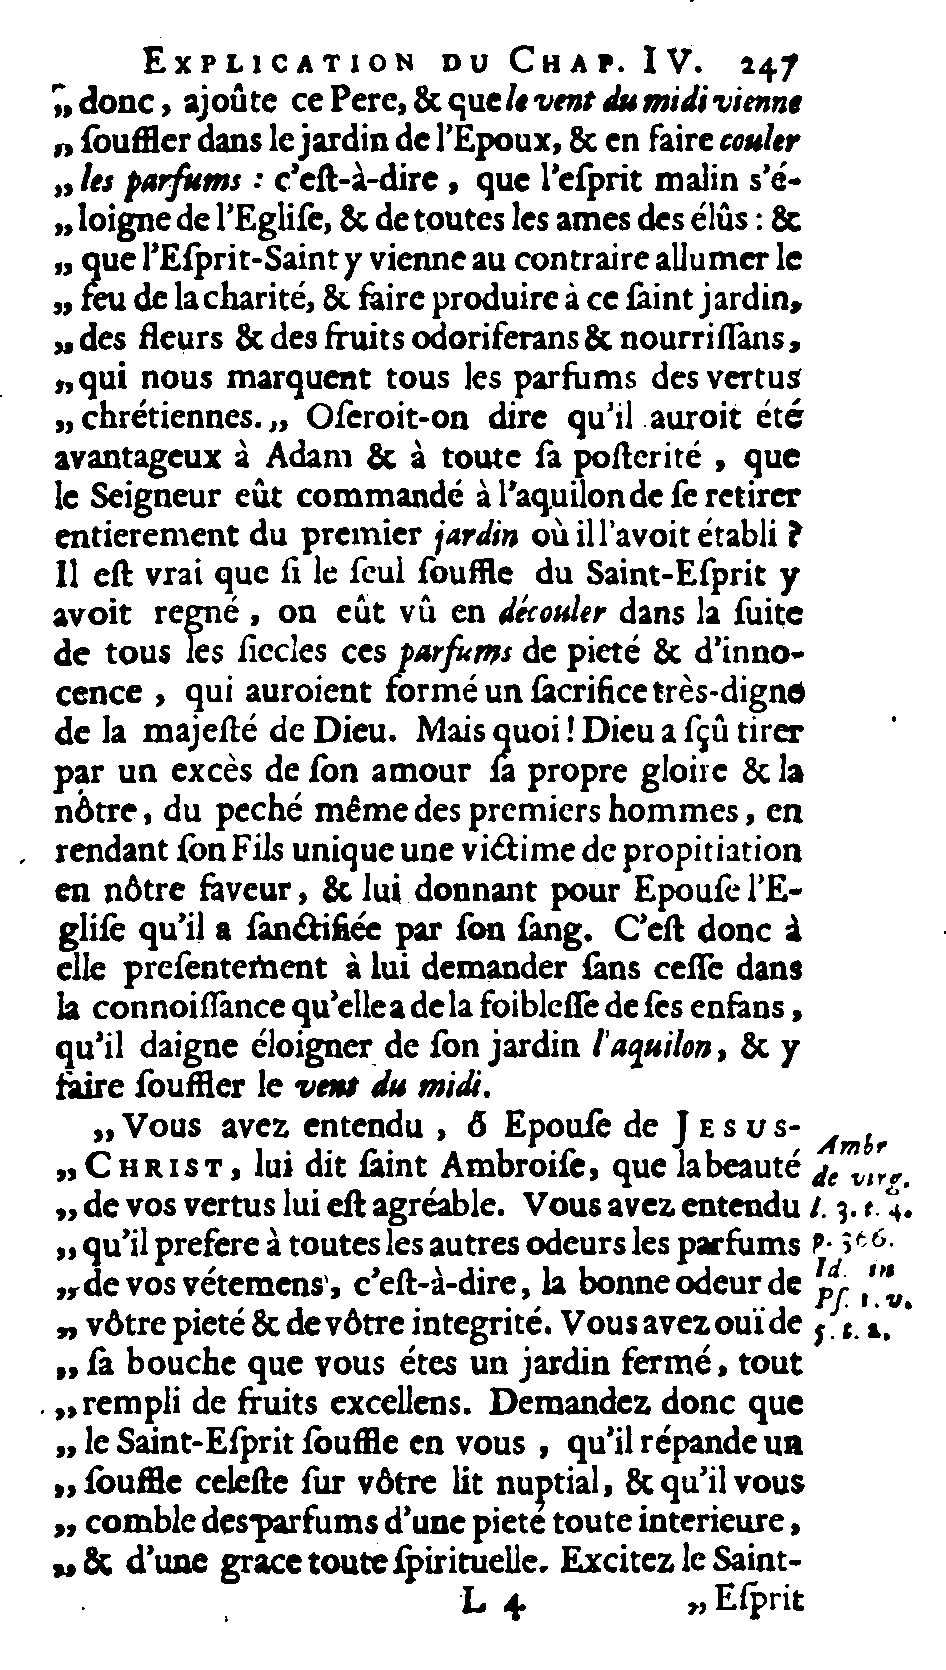 EXPLICATION DU CHAP. IV. 247
„ donc, ajoûte ce Pere, & que le vent du midi vienne
„ ſouffler dans le jardin de l'Epoux, & en faire couler
„ les parfums : c'eſt-à-dire, que l'eſprit malin s'é-
„ loigne de l'Egliſe, & de toutes les ames des élûs : &
„ que l'Eſprit-Saint y vienne au contraire allumer le
„ feu de la charité, & faire produire à ce ſaint jardin,
„ des fleurs & des fruits odoriferans & nourriſſans,
„ qui nous marquent tous les parfums des vertus
„ chrétiennes. „ Oſeroit-on dire qu'il auroit été
avantageux à Adam & à toute ſa poſterité, que
le Seigneur eût commandé à l'aquilon de ſe retirer
entierement du premier jardin où il l'avoit établi ?
Il eſt vrai que ſi le ſeul ſouffle du Saint-Eſprit y
avoit regné, on eût vû en découler dans la ſuite
de tous les ſiecles ces parfums de pieté & d'inno-
cence, qui auroient formé un ſacrifice très-digne
de la majeſté de Dieu. Mais quoi ! Dieu a ſçû tirer
par un excès de ſon amour ſa propre gloire & la
nôtre, du peché même des premiers hommes, en
rendant ſon Fils unique une victime de propitiation
en nôtre faveur, & lui donnant pour Epouſe l'E-
gliſe qu'il a ſanctifiée par ſon ſang. C'eſt donc à
elle preſentement à lui demander ſans ceſſe dans
la connoiſſance qu'elle a de la foibleſſe de ſes enfans,
qu'il daigne éloigner de ſon jardin l'aquilon, & y
faire ſouffler le vent du midi.
„ Vous avez entendu, ô Epouſe de JESUS-
„ CHRIST, lui dit ſaint Ambroiſe, que la beauté
„ de vos vertus lui eſt agréable. Vous avez entendu
„ qu'il prefere à toutes les autres odeurs les parfums
„ de vos vétemens, c'eſt-à-dire, la bonne odeur de
„ vôtre pieté & de vôtre integrité. Vous avez ouï de
„ ſa bouche que vous étes un jardin fermé, tout
„ rempli de fruits excellens. Demandez donc que
„ le Saint-Eſprit ſouffle en vous, qu'il répande un
„ ſouffle celeſte ſur vôtre lit nuptial, & qu'il vous
„ comble des parfums d'une pieté toute interieure,
„ & d'une grace toute ſpirituelle. Excitez le Saint-
L 4 „ Eſprit
Ambr
de virg.
l. 3. t. 4.
p.
Id. in
Pſ. 1. v.
5. t. 2.